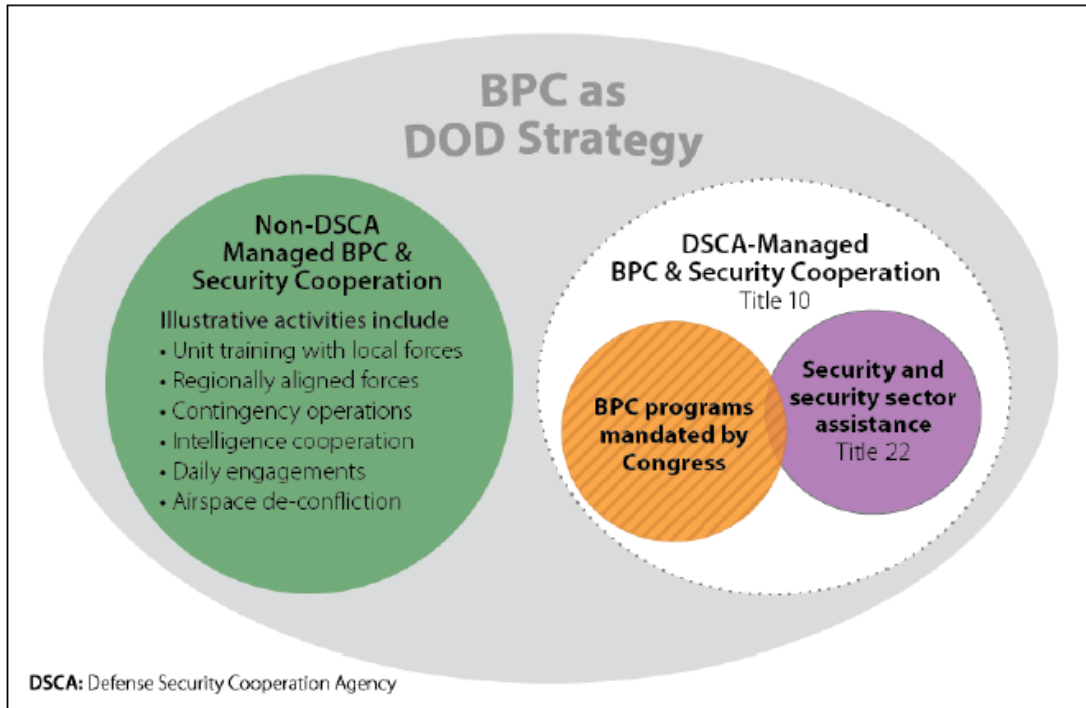 BPC as
DOD Strategy
Non-DSCA
Managed BPC &
Security Cooperation
Illustrative activities include
• Unit training with local forces
• Regionally aligned forces
• Contingency operations
• Intelligence cooperation
• Daily engagements
• Airspace de-confliction
DSCA-Managed
BPC & Security Cooperation
Title 10
BPC programs
mandated by
Congress
Security and
security sector
assistance
Title 22
DSCA: Defense Security Cooperation Agency